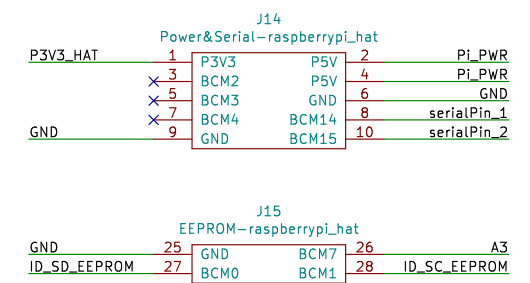 J14
Power&Serial-raspberrypi_hat
P3V3_HAT 1 P3V3 P5V 2 Pi_PWR
3 BCM2 P5V 4 Pi_PWR
5 BCM3 GND 6 GND
7 BCM4 BCM14 8 serialPin_1
GND 9 GND BCM15 10 serialPin_2
J15
EEPROM-raspberrypi_hat
GND 25 GND BCM7 26 A3
ID_SD_EEPROM 27 BCM0 BCM1 28 ID_SC_EEPROM